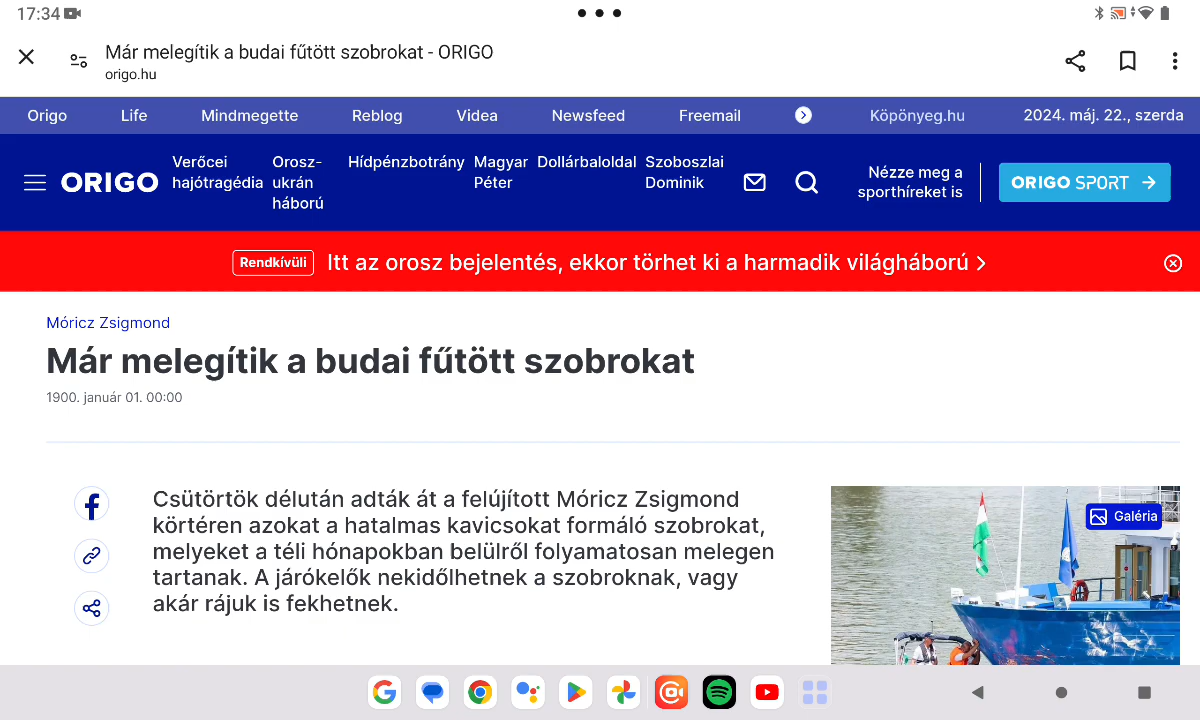 17:34
Már melegítik a budai fűtött szobrokat - ORIGO
origo.hu
Origo Life Mindmegette Reblog Videa Newsfeed Freemail Köpönyeg.hu 2024. máj. 22., szerda
ORIGO
Verőcei
hajótragédia
Orosz-
ukrán
háború
Hídpénzbotrány
Magyar
Péter
Dollárbaloldal
Szoboszlai
Dominik
Nézze meg a
sporthíreket is
ORIGO SPORT
Rendkívüli Itt az orosz bejelentés, ekkor törhet ki a harmadik világháború
Móricz Zsigmond
Már melegítik a budai fűtött szobrokat
1900. január 01. 00:00
Csütörtök délután adták át a felújított Móricz Zsigmond
körtéren azokat a hatalmas kavicsokat formáló szobrokat,
melyeket a téli hónapokban belülről folyamatosan melegen
tartanak. A járókelők nekidőlhetnek a szobroknak, vagy
akár rájuk is fekhetnek.
Galéria